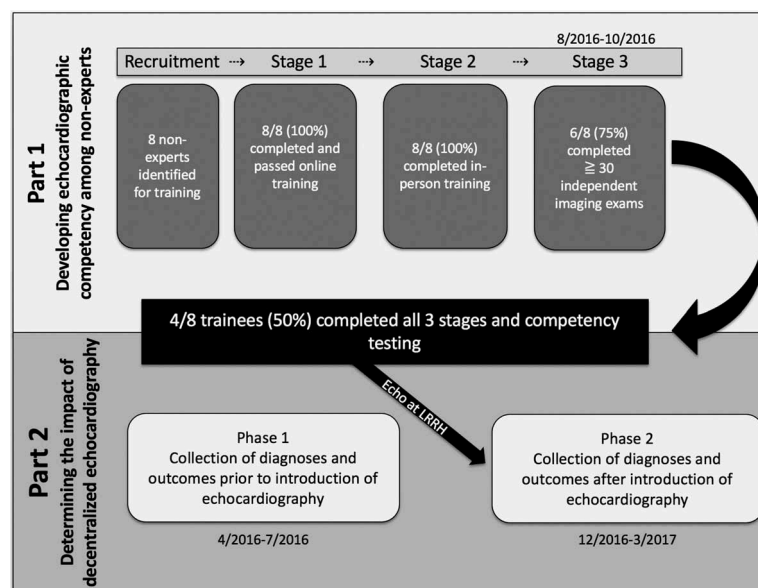 Part 1
Developing echocardiographic
competency among non-experts
8/2016-10/2016
Recruitment ⇢ Stage 1 ⇢ Stage 2 ⇢ Stage 3
8 non-
experts
identified
for training
8/8 (100%)
completed and
passed online
training
8/8 (100%)
completed in-
person training
6/8 (75%)
completed
≧ 30
independent
imaging exams
4/8 trainees (50%) completed all 3 stages and competency
testing
Part 2
Determining the impact of
decentralized echocardiography
Echo at LRRH
Phase 1
Collection of diagnoses and
outcomes prior to introduction of
echocardiography
4/2016-7/2016
Phase 2
Collection of diagnoses and
outcomes after introduction of
echocardiography
12/2016-3/2017